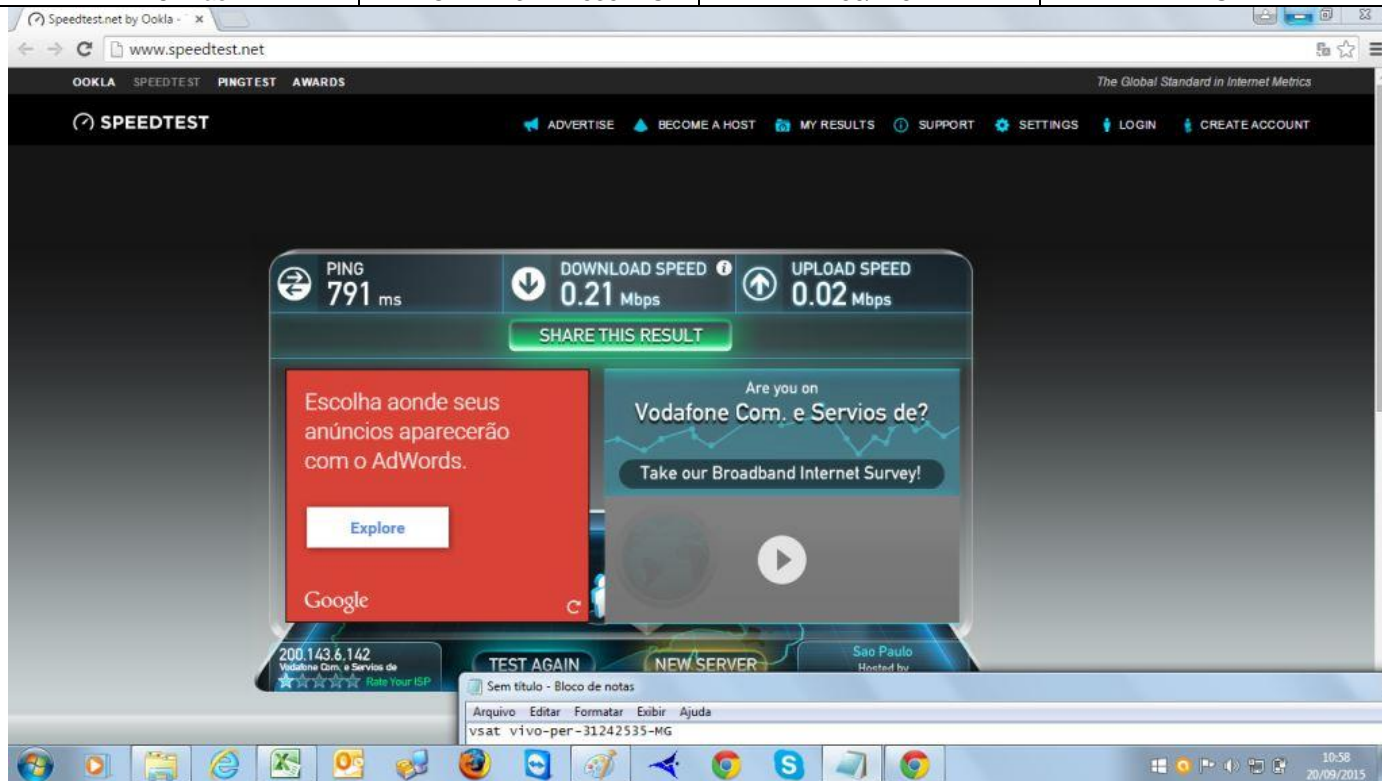 Speedtest.net by Ookla -
www.speedtest.net
OOKLA SPEEDTEST PINGTEST AWARDS
The Global Standard in Internet Metrics
SPEEDTEST
ADVERTISE BECOME A HOST MY RESULTS SUPPORT SETTINGS LOGIN CREATE ACCOUNT
PING
791 ms
DOWNLOAD SPEED
0.21 Mbps
UPLOAD SPEED
0.02 Mbps
SHARE THIS RESULT
Escolha aonde seus
anúncios aparecerão
com o AdWords.
Explore
Google
Are you on
Vodafone Com. e Servios de?
Take our Broadband Internet Survey!
200.143.6.142
Vodafone Com. e Servios de
Rate Your ISP
TEST AGAIN
NEW SERVER
Sao Paulo
Hosted by
Sem título - Bloco de notas
Arquivo Editar Formatar Exibir Ajuda
vsat vivo-per-31242535-MG
10:58
20/09/2015